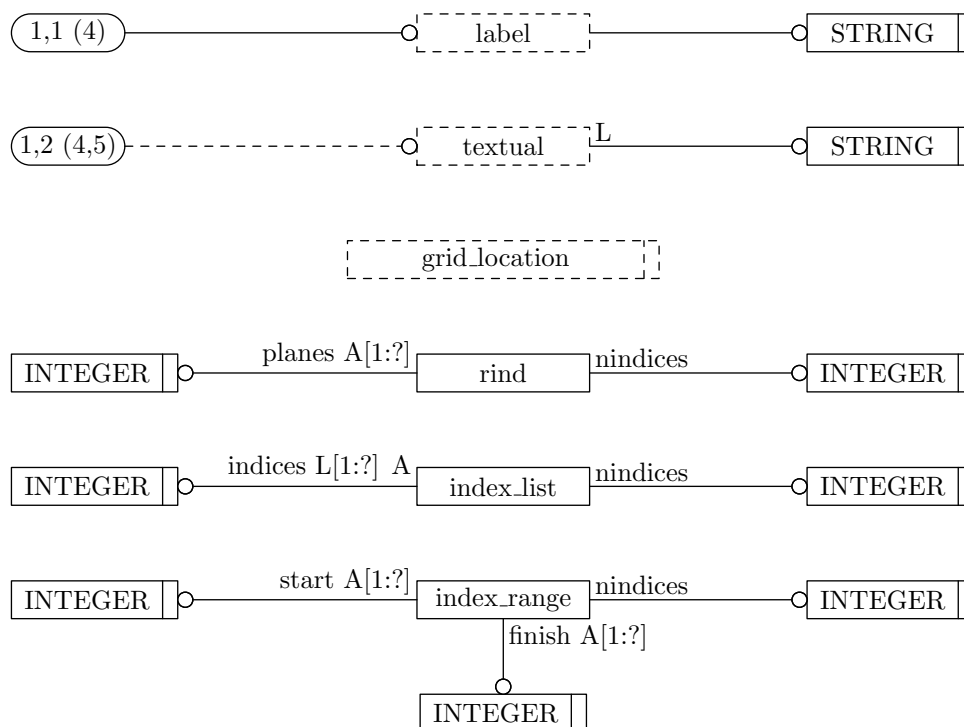 1,1 (4) label STRING
1,2 (4,5) textual L STRING
grid_location
INTEGER planes A[1:?] rind nindices INTEGER
INTEGER indices L[1:?] A index_list nindices INTEGER
INTEGER start A[1:?] index_range nindices INTEGER
finish A[1:?]
INTEGER